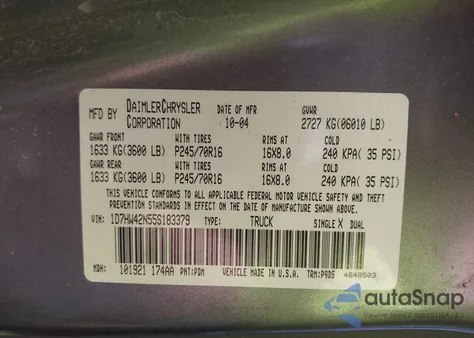 MFD BY DAIMLERCHRYSLER CORPORATION DATE OF MFR 10-04 GVWR 2727 KG(06010 LB)
GAWR FRONT WITH TIRES RIMS AT COLD
1633 KG(3600 LB) P245/70R16 16X8.0 240 KPA( 35 PSI)
GAWR REAR WITH TIRES RIMS AT COLD
1633 KG(3600 LB) P245/70R16 16X8.0 240 KPA( 35 PSI)
THIS VEHICLE CONFORMS TO ALL APPLICABLE FEDERAL MOTOR VEHICLE SAFETY, BUMPER, AND THEFT
PREVENTION STANDARDS IN EFFECT ON THE DATE OF MANUFACTURE SHOWN ABOVE.
VIN: 1D7HW42N55S183379 TYPE: TRUCK SINGLE X DUAL
MDH: 101921 174AA PNT:PDM VEHICLE MADE IN U.S.A. TRM:P9D5 4648503
autoSnap